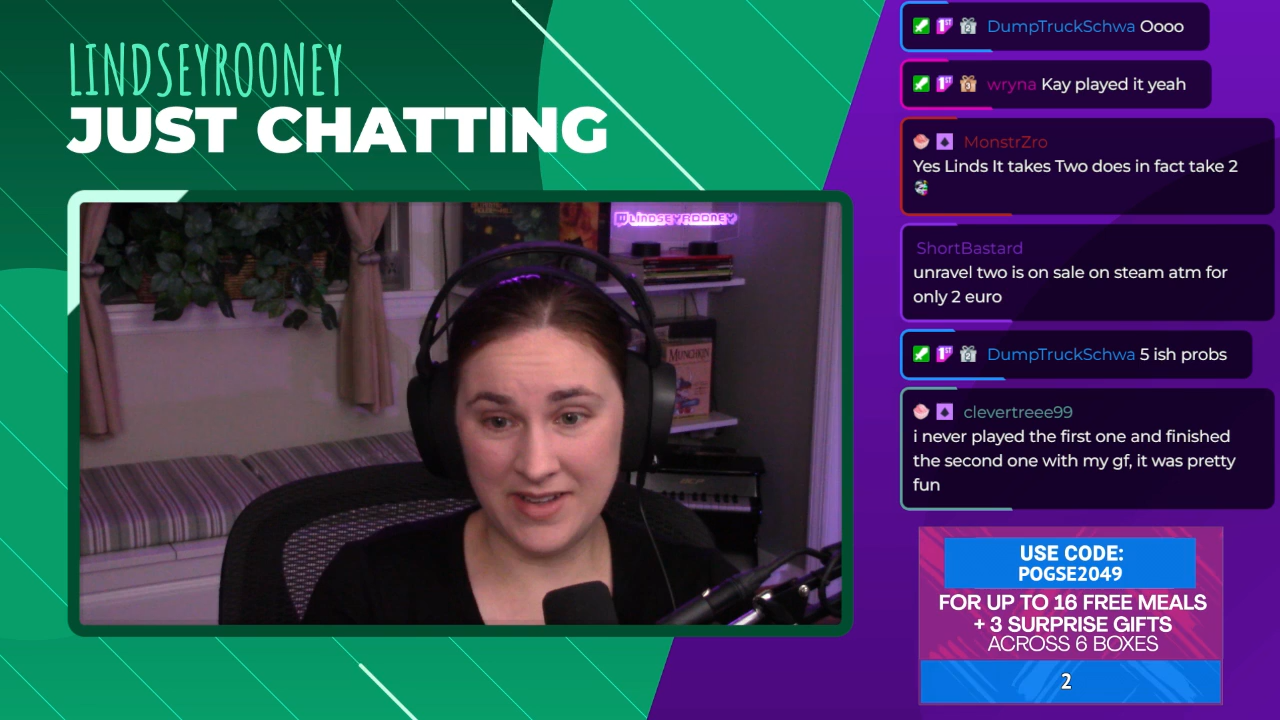 LINDSEYROONEY
JUST CHATTING
LINDSEYROONEY
MUNCHKIN
DumpTruckSchwa Oooo
wryna Kay played it yeah
MonstrZro
Yes Linds It takes Two does in fact take 2
ShortBastard
unravel two is on sale on steam atm for
only 2 euro
DumpTruckSchwa 5 ish probs
clevertreee99
i never played the first one and finished
the second one with my gf, it was pretty
fun
USE CODE:
POGSE2049
FOR UP TO 16 FREE MEALS
+ 3 SURPRISE GIFTS
ACROSS 6 BOXES
2